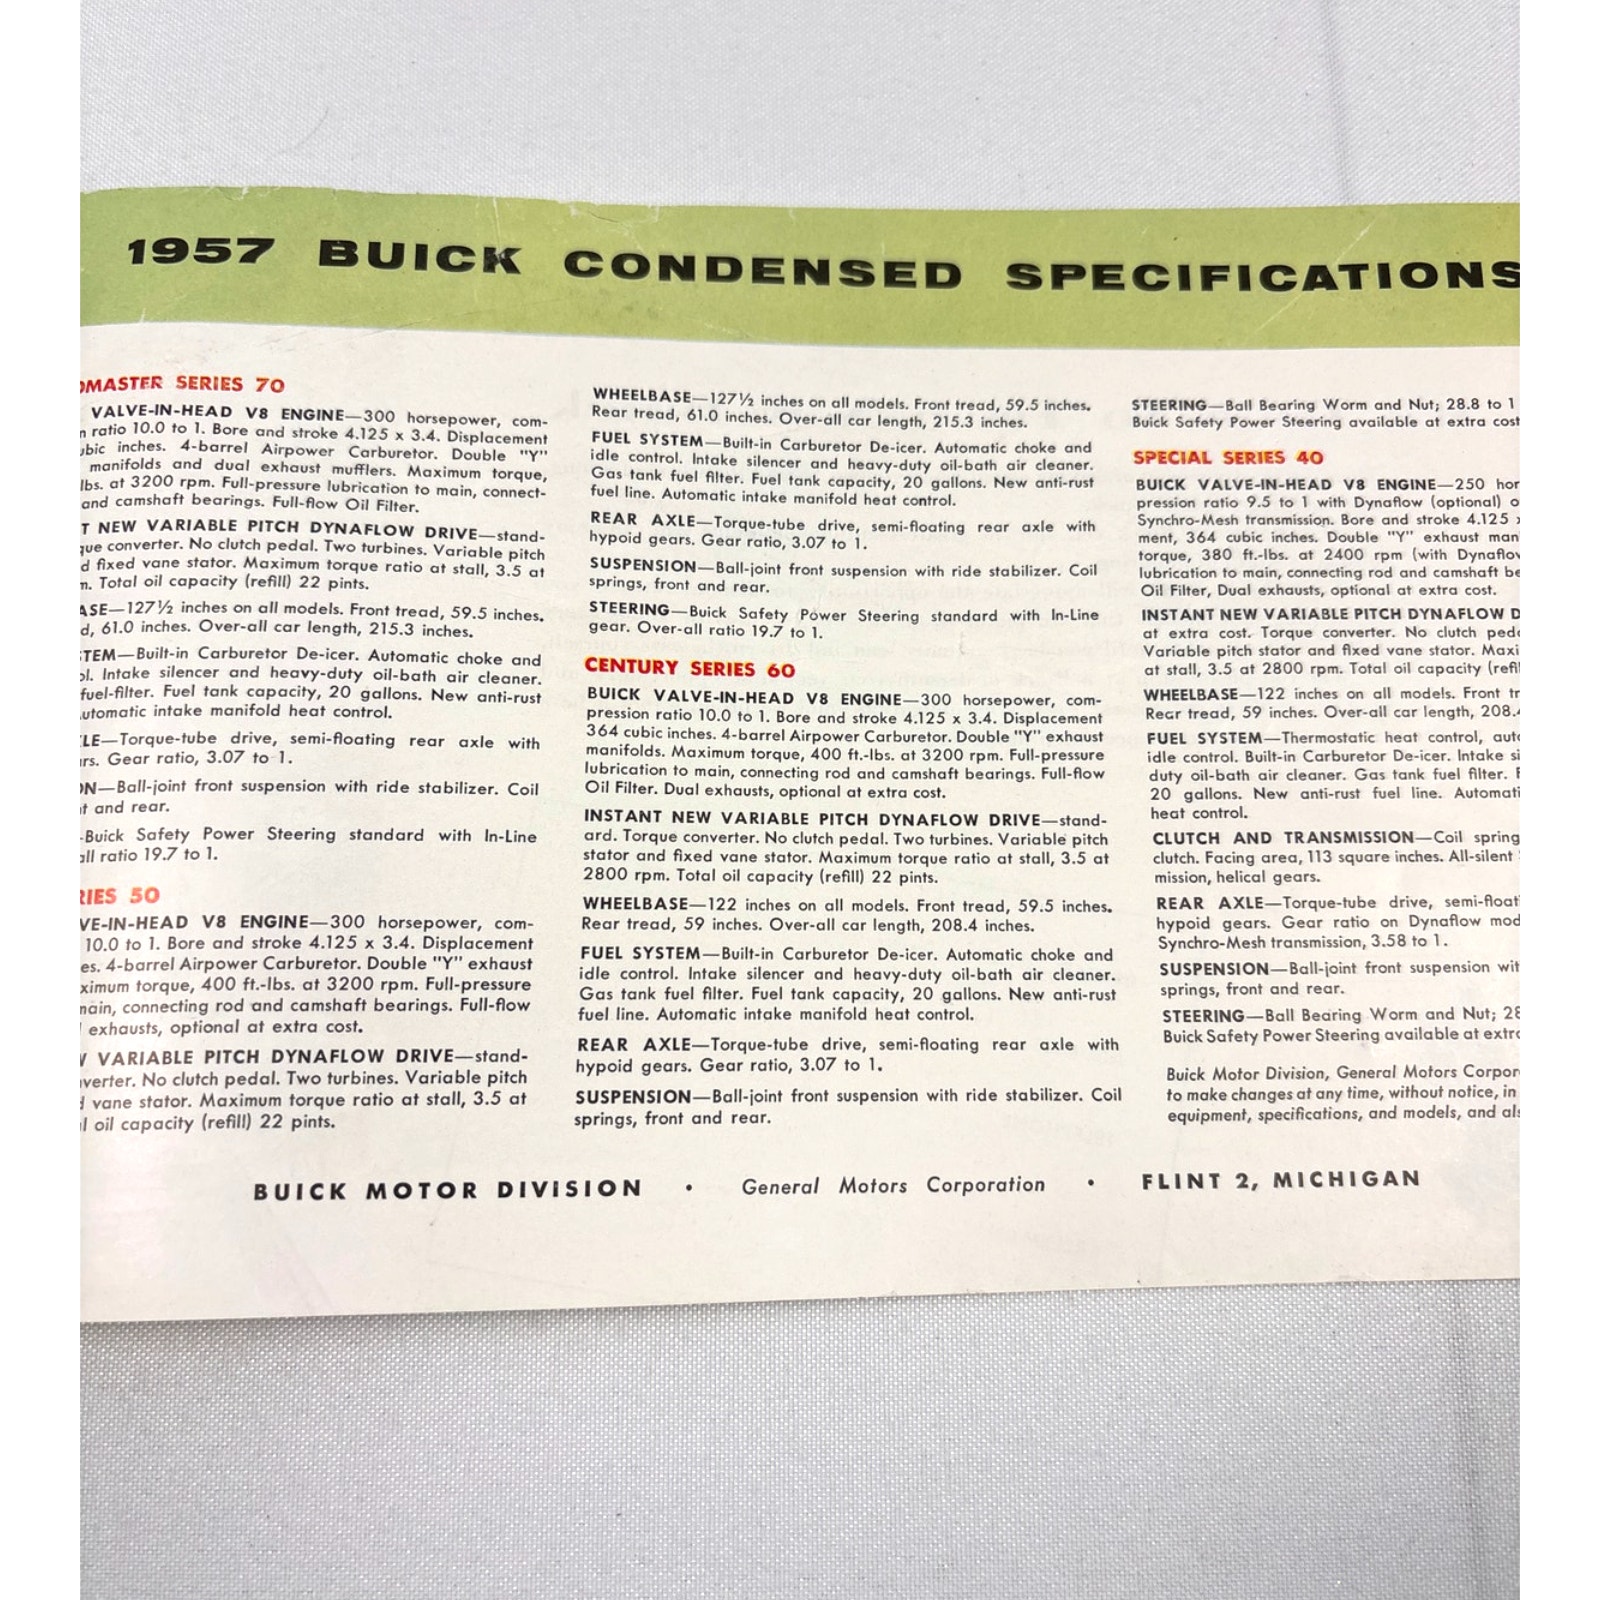 1957 BUICK CONDENSED SPECIFICATIONS
SERIES 70
VALVE-IN-HEAD V8 ENGINE—300 horsepower, com-
ratio 10.0 to 1. Bore and stroke 4.125 x 3.4. Displacement
inches. 4-barrel Airpower Carburetor. Double "Y"
manifolds and dual exhaust mufflers. Maximum torque,
lbs. at 3200 rpm. Full-pressure lubrication to main, connect-
and camshaft bearings. Full-flow Oil Filter.
NEW VARIABLE PITCH DYNAFLOW DRIVE—stand-
converter. No clutch pedal. Two turbines. Variable pitch
fixed vane stator. Maximum torque ratio at stall, 3.5 at
Total oil capacity (refill) 22 pints.
—127½ inches on all models. Front tread, 59.5 inches.
61.0 inches. Over-all car length, 215.3 inches.
—Built-in Carburetor De-icer. Automatic choke and
Intake silencer and heavy-duty oil-bath air cleaner.
fuel-filter. Fuel tank capacity, 20 gallons. New anti-rust
intake manifold heat control.
—Torque-tube drive, semi-floating rear axle with
Gear ratio, 3.07 to 1.
—Ball-joint front suspension with ride stabilizer. Coil
and rear.
Buick Safety Power Steering standard with In-Line
ratio 19.7 to 1.
50
V8 ENGINE—300 horsepower, com-
10.0 to 1. Bore and stroke 4.125 x 3.4. Displacement
4-barrel Airpower Carburetor. Double "Y" exhaust
torque, 400 ft.-lbs. at 3200 rpm. Full-pressure
connecting rod and camshaft bearings. Full-flow
exhausts, optional at extra cost.
VARIABLE PITCH DYNAFLOW DRIVE—stand-
No clutch pedal. Two turbines. Variable pitch
vane stator. Maximum torque ratio at stall, 3.5 at
oil capacity (refill) 22 pints.
WHEELBASE—127½ inches on all models. Front tread, 59.5 inches.
Rear tread, 61.0 inches. Over-all car length, 215.3 inches.
FUEL SYSTEM—Built-in Carburetor De-icer. Automatic choke and
idle control. Intake silencer and heavy-duty oil-bath air cleaner.
Gas tank fuel filter. Fuel tank capacity, 20 gallons. New anti-rust
fuel line. Automatic intake manifold heat control.
REAR AXLE—Torque-tube drive, semi-floating rear axle with
hypoid gears. Gear ratio, 3.07 to 1.
SUSPENSION—Ball-joint front suspension with ride stabilizer. Coil
springs, front and rear.
STEERING—Buick Safety Power Steering standard with In-Line
gear. Over-all ratio 19.7 to 1.
CENTURY SERIES 60
BUICK VALVE-IN-HEAD V8 ENGINE—300 horsepower, com-
pression ratio 10.0 to 1. Bore and stroke 4.125 x 3.4. Displacement
364 cubic inches. 4-barrel Airpower Carburetor. Double "Y" exhaust
manifolds. Maximum torque, 400 ft.-lbs. at 3200 rpm. Full-pressure
lubrication to main, connecting rod and camshaft bearings. Full-flow
Oil Filter. Dual exhausts, optional at extra cost.
INSTANT NEW VARIABLE PITCH DYNAFLOW DRIVE—stand-
ard. Torque converter. No clutch pedal. Two turbines. Variable pitch
stator and fixed vane stator. Maximum torque ratio at stall, 3.5 at
2800 rpm. Total oil capacity (refill) 22 pints.
WHEELBASE—122 inches on all models. Front tread, 59.5 inches.
Rear tread, 59 inches. Over-all car length, 208.4 inches.
FUEL SYSTEM—Built-in Carburetor De-icer. Automatic choke and
idle control. Intake silencer and heavy-duty oil-bath air cleaner.
Gas tank fuel filter. Fuel tank capacity, 20 gallons. New anti-rust
fuel line. Automatic intake manifold heat control.
REAR AXLE—Torque-tube drive, semi-floating rear axle with
hypoid gears. Gear ratio, 3.07 to 1.
SUSPENSION—Ball-joint front suspension with ride stabilizer. Coil
springs, front and rear.
STEERING—Ball Bearing Worm and Nut; 28.8 to 1
Buick Safety Power Steering available at extra cost
SPECIAL SERIES 40
BUICK VALVE-IN-HEAD V8 ENGINE—250
pression ratio 9.5 to 1 with Dynaflow (optional)
Synchro-Mesh transmission. Bore and stroke 4.125
ment, 364 cubic inches. Double "Y" exhaust
torque, 380 ft.-lbs. at 2400 rpm (with
lubrication to main, connecting rod and camshaft
Oil Filter, Dual exhausts, optional at extra cost.
INSTANT NEW VARIABLE PITCH DYNAFLOW
at extra cost. Torque converter. No clutch
Variable pitch stator and fixed vane stator.
at stall, 3.5 at 2800 rpm. Total oil capacity
WHEELBASE—122 inches on all models. Front
Rear tread, 59 inches. Over-all car length,
FUEL SYSTEM—Thermostatic heat control,
idle control. Built-in Carburetor De-icer. Intake
duty oil-bath air cleaner. Gas tank fuel filter.
20 gallons. New anti-rust fuel line.
heat control.
CLUTCH AND TRANSMISSION—Coil spring
clutch. Facing area, 113 square inches. All-silent
mission, helical gears.
REAR AXLE—Torque-tube drive,
hypoid gears. Gear ratio on Dynaflow
Synchro-Mesh transmission, 3.58 to 1.
SUSPENSION—Ball-joint front suspension
springs, front and rear.
STEERING—Ball Bearing Worm and Nut;
Buick Safety Power Steering available at
Buick Motor Division, General Motors
to make changes at any time, without notice, in
equipment, specifications, and models, and
BUICK MOTOR DIVISION • General Motors Corporation • FLINT 2, MICHIGAN